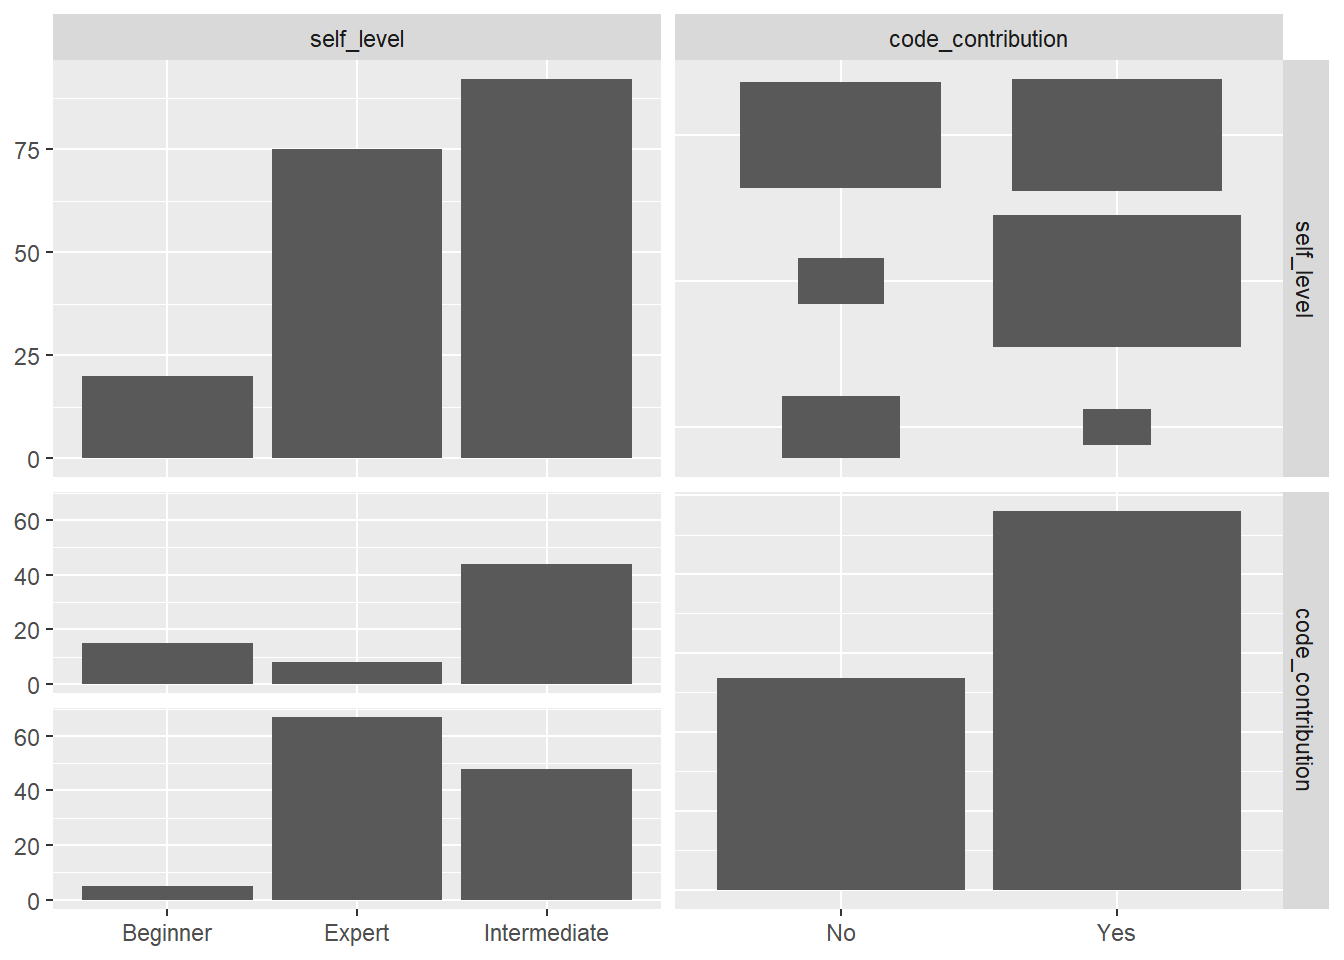 self_level
code_contribution
75
50
25
0
self_level
60
40
20
0
code_contribution
60
40
20
0
Beginner
Expert
Intermediate
No
Yes